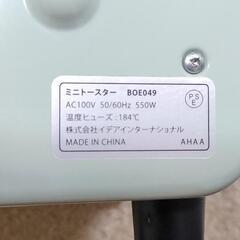 ミニトースター BOE049
AC100V 50/60Hz 550W
温度ヒューズ：184℃
株式会社イデアインターナショナル
MADE IN CHINA AHAA
P
S
E